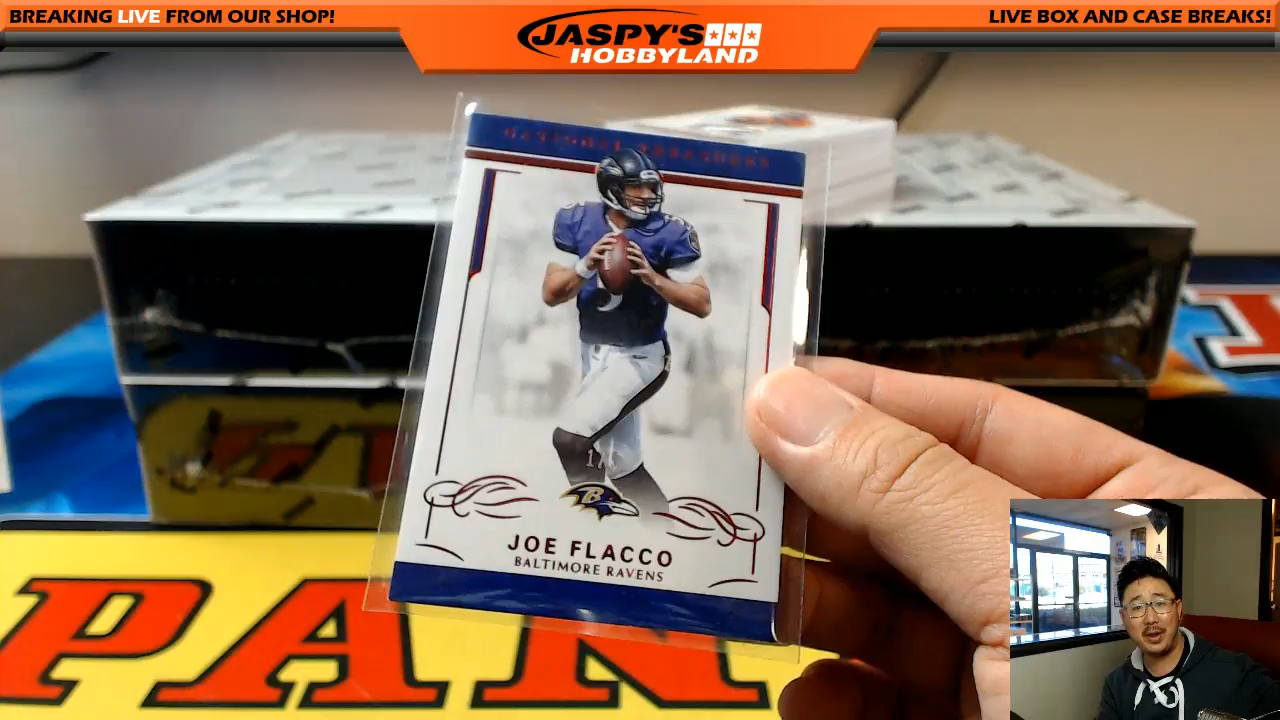 BREAKING LIVE FROM OUR SHOP!
JASPY'S
HOBBYLAND
LIVE BOX AND CASE BREAKS!
NATIONAL TREASURES
JOE FLACCO
BALTIMORE RAVENS
PAN